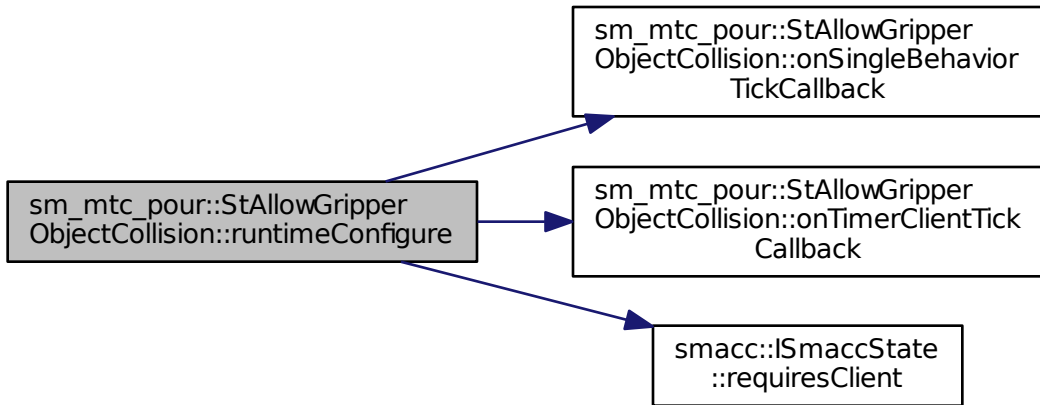 sm_mtc_pour::StAllowGripper
ObjectCollision::runtimeConfigure
sm_mtc_pour::StAllowGripper
ObjectCollision::onSingleBehavior
TickCallback
sm_mtc_pour::StAllowGripper
ObjectCollision::onTimerClientTick
Callback
smacc::ISmaccState
::requiresClient